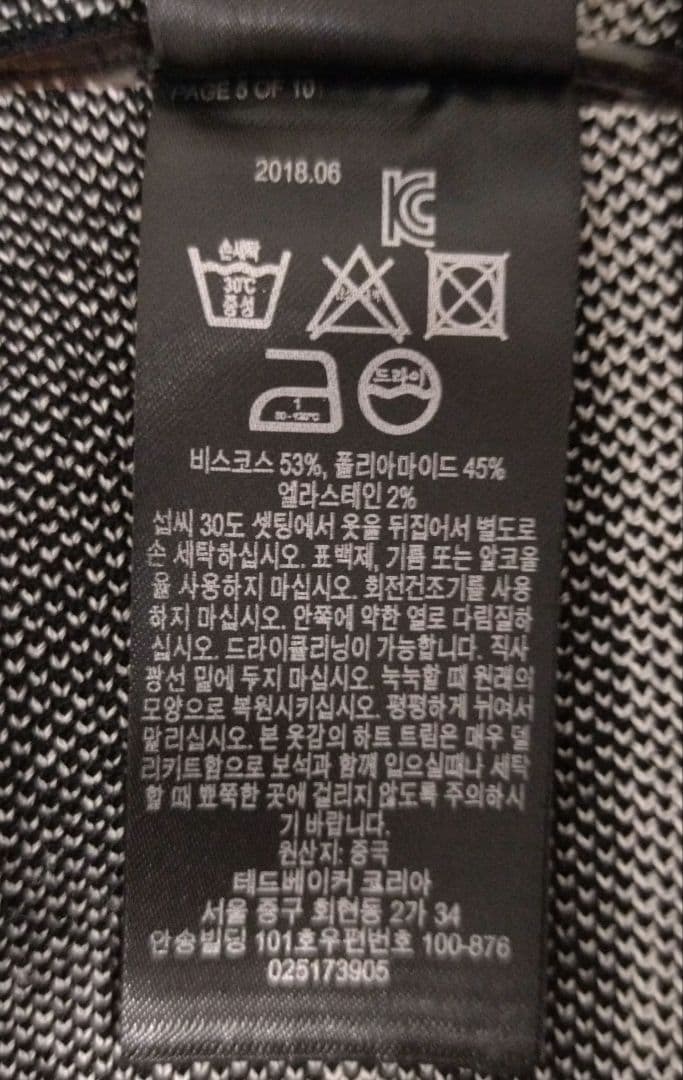 PAGE 5 OF 10
2018.06
손세탁
30℃
중성
1
80-120℃
드라이
비스코스 53%, 폴리아마이드 45%
엘라스테인 2%
섭씨 30도 셋팅에서 옷을 뒤집어서 별도로
손 세탁하십시오. 표백제, 기름 또는 알코올
을 사용하지 마십시오. 회전건조기를 사용
하지 마십시오. 안쪽에 약한 열로 다림질하
십시오. 드라이클리닝이 가능합니다. 직사
광선 밑에 두지 마십시오. 눅눅할 때 원래의
모양으로 복원시키십시오. 평평하게 뉘여서
말리십시오. 본 옷감의 하트 트림은 매우 델
리키트함으로 보석과 함께 입으실때나 세탁
할 때 뾰쪽한 곳에 걸리지 않도록 주의하시
기 바랍니다.
원산지: 중국
테드베이커 코리아
서울 중구 회현동 2가 34
안송빌딩 101호우편번호 100-876
025173905